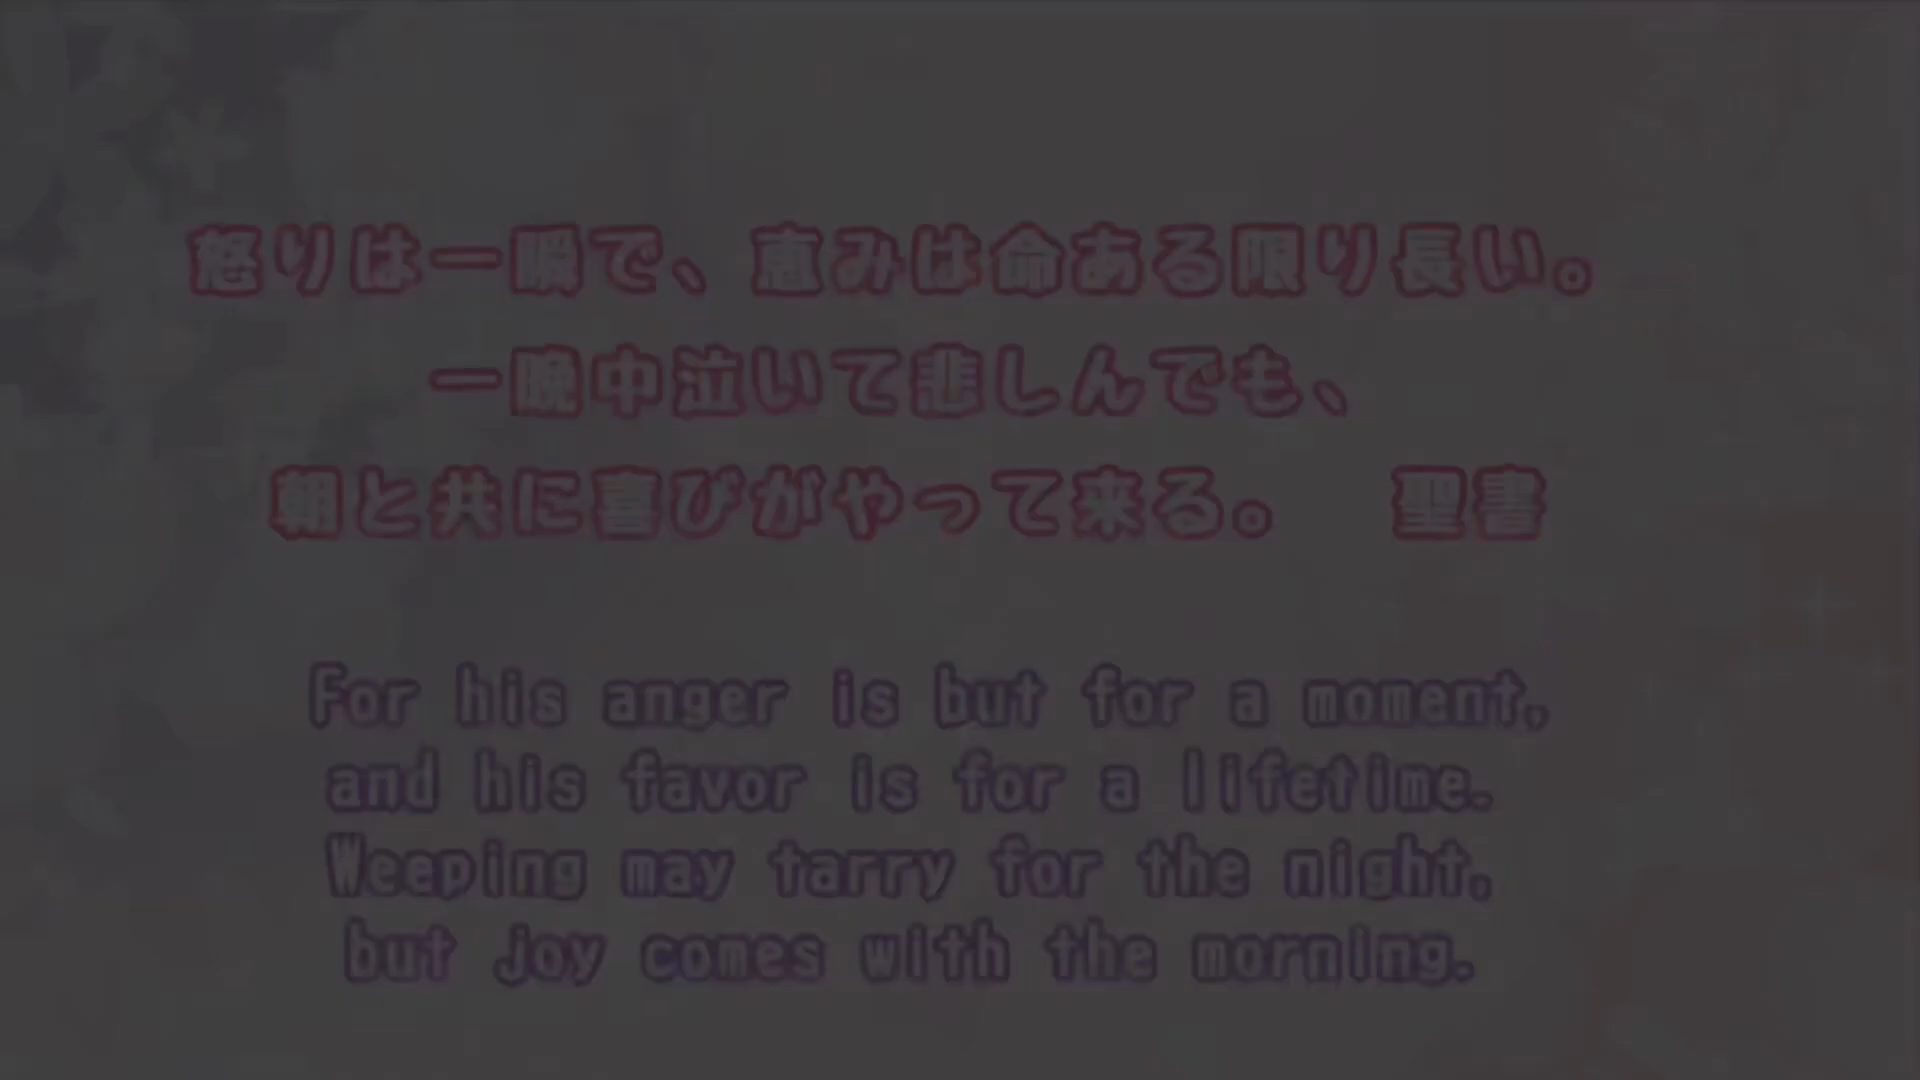 怒りは一瞬で、恵みは命ある限り長い。
一晩中泣いて悲しんでも、
朝と共に喜びがやって来る。　聖書
For his anger is but for a moment,
and his favor is for a lifetime.
Weeping may tarry for the night,
but joy comes with the morning.